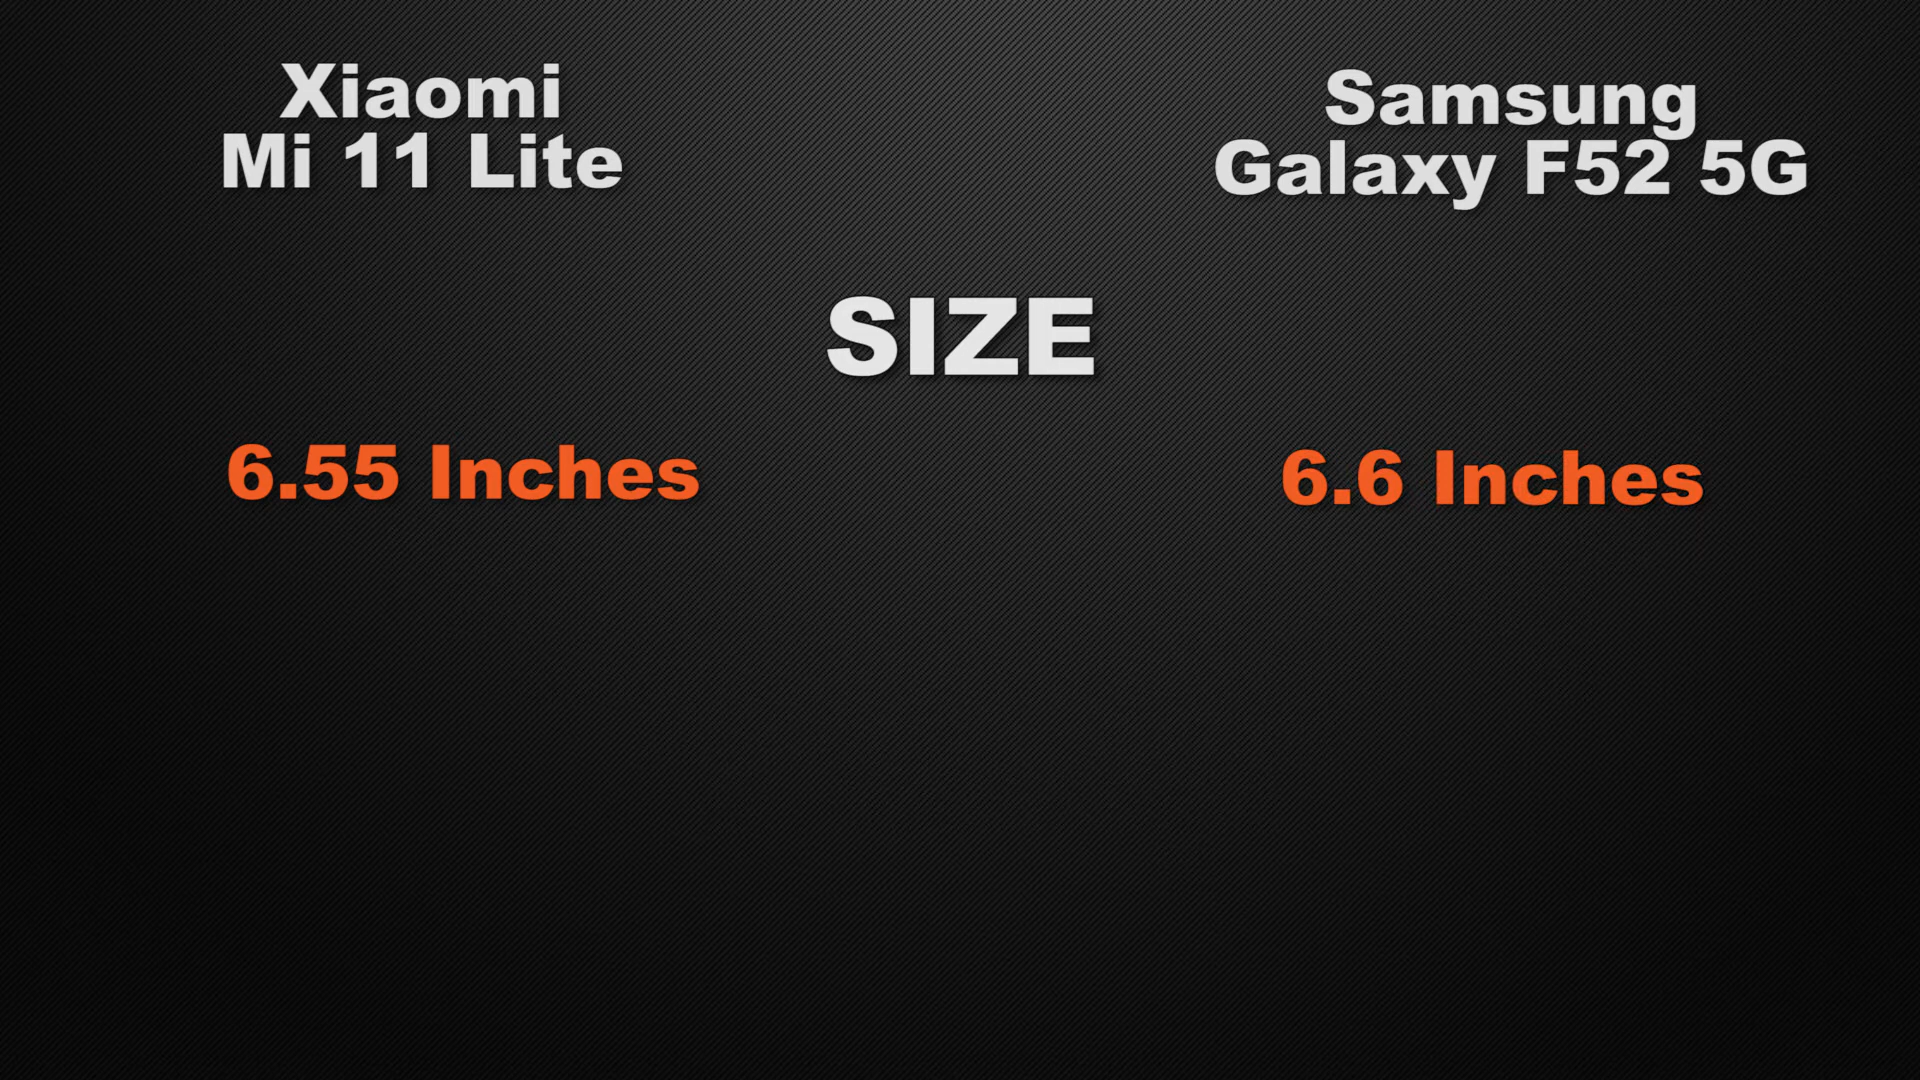 Xiaomi
Mi 11 Lite
Samsung
Galaxy F52 5G
SIZE
6.55 Inches
6.6 Inches